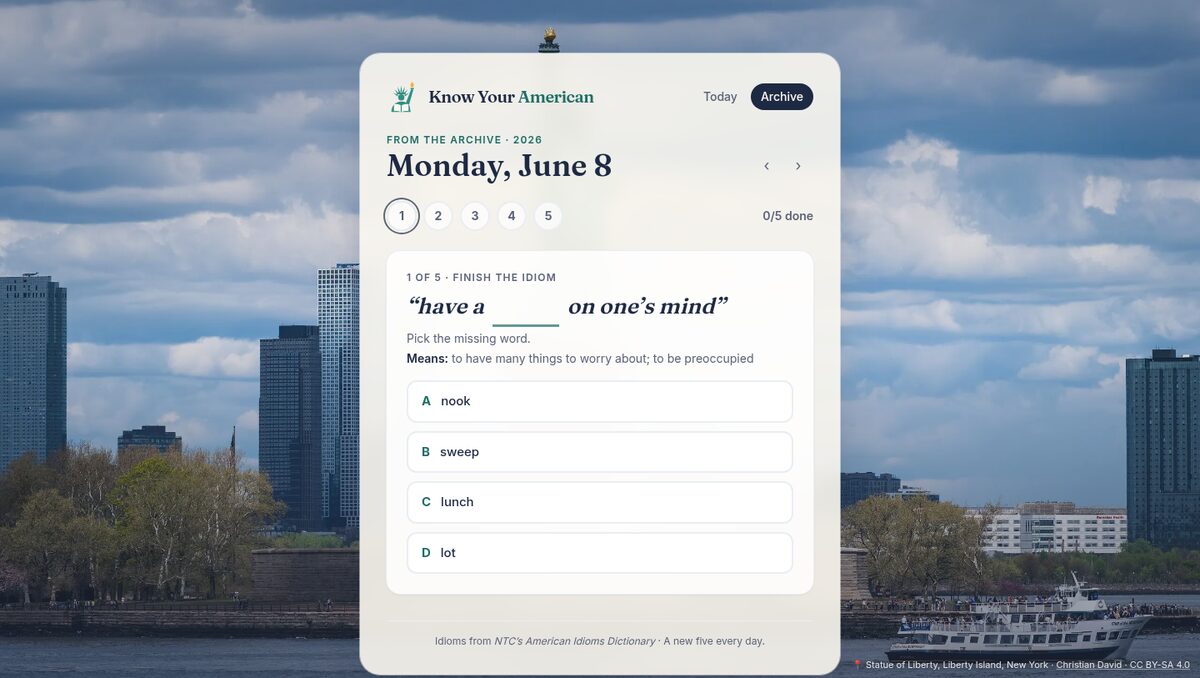 Know Your American
Today
Archive
FROM THE ARCHIVE · 2026
Monday, June 8
‹ ›
1 2 3 4 5
0/5 done
1 OF 5 · FINISH THE IDIOM
“have a ______ on one’s mind”
Pick the missing word.
Means: to have many things to worry about; to be preoccupied
A nook
B sweep
C lunch
D lot
Idioms from NTC’s American Idioms Dictionary · A new five every day.
📍 Statue of Liberty, Liberty Island, New York · Christian David · CC BY-SA 4.0